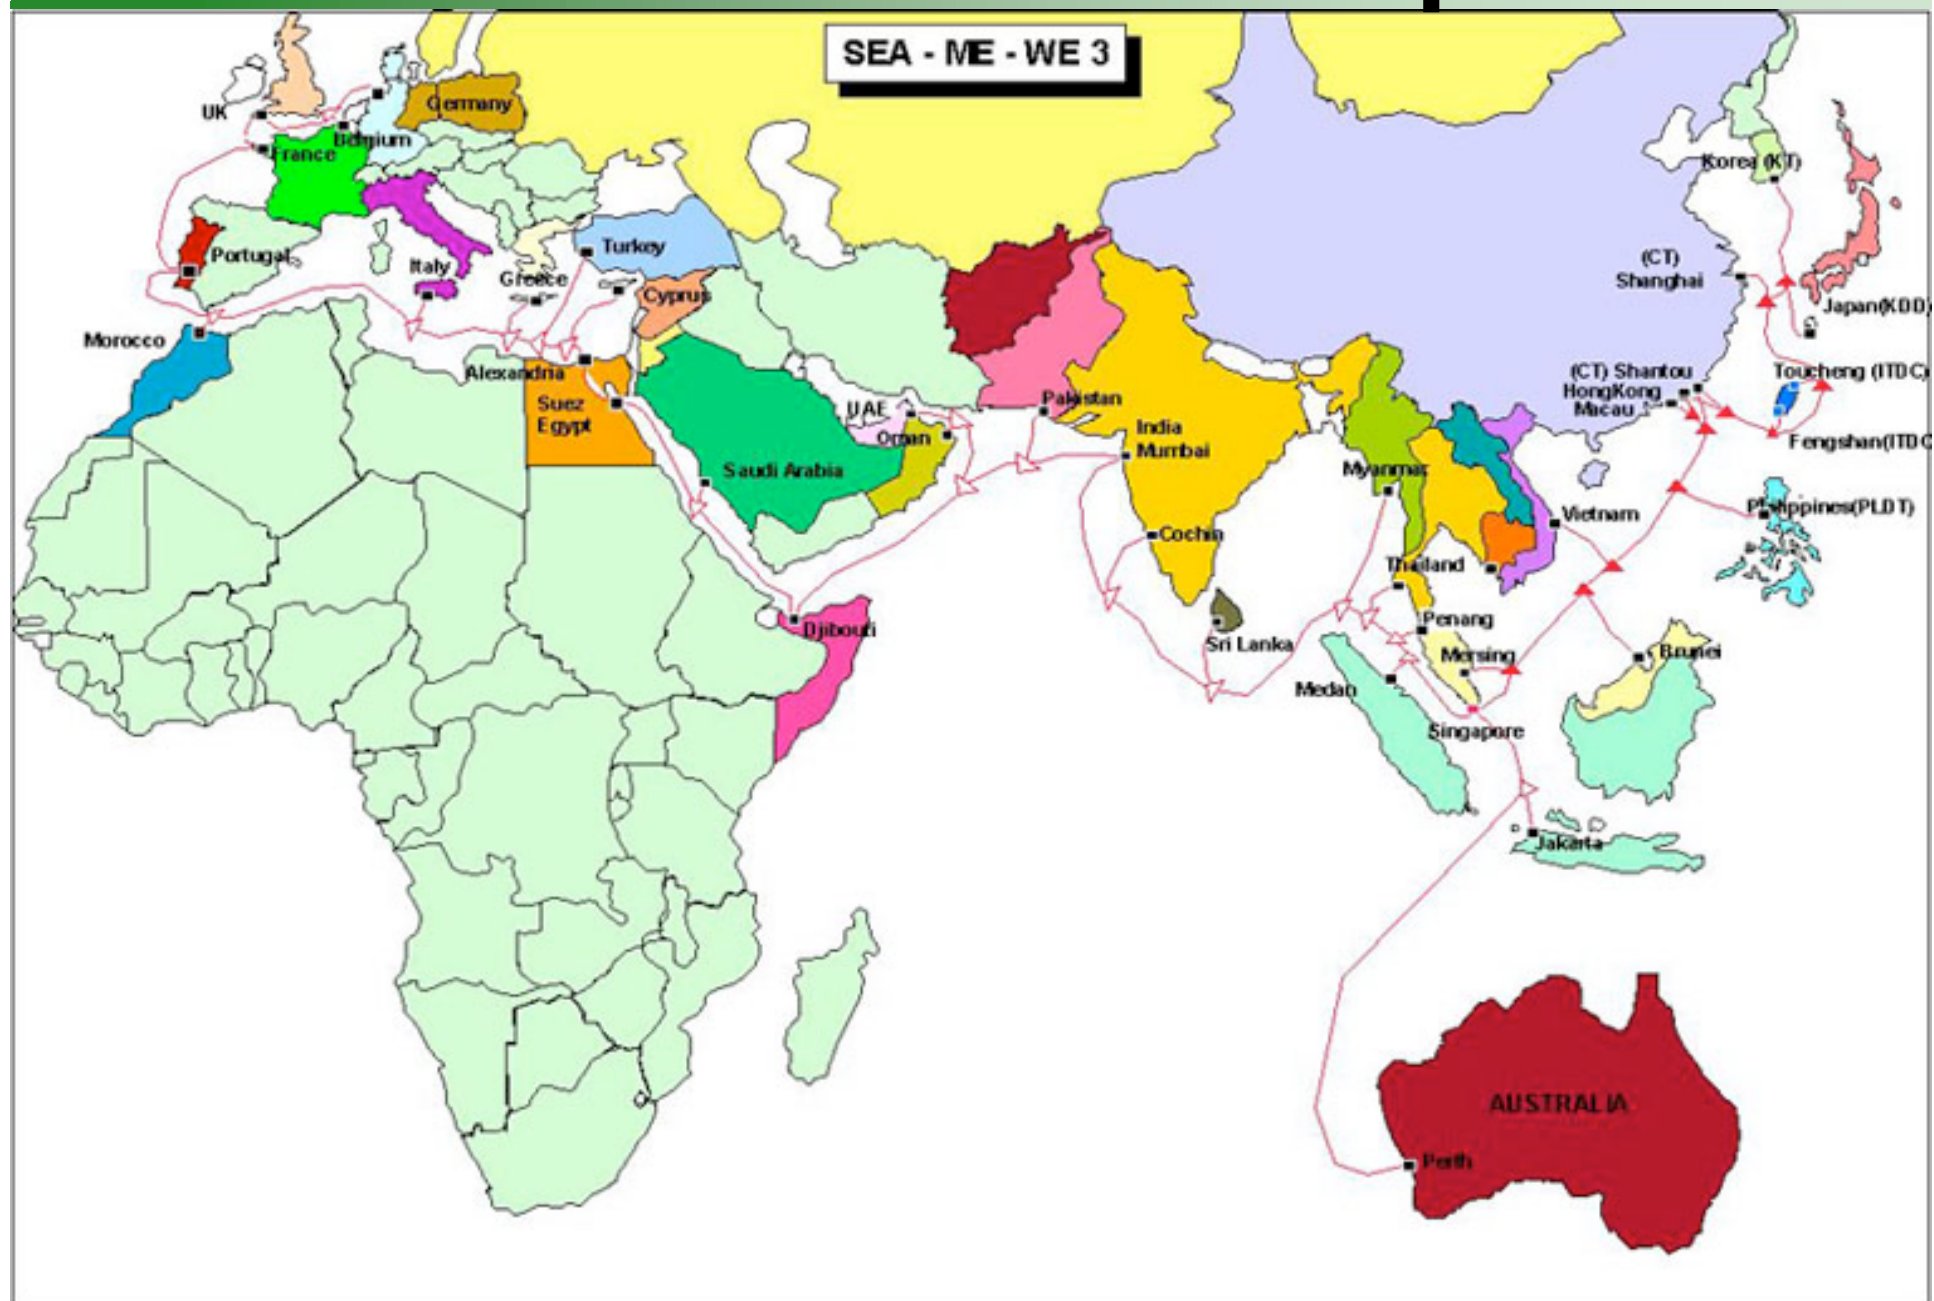 SEA - ME - WE 3
UK
Germany
Belgium
France
Korea (KT)
Portugal
Italy
Greece
Turkey
Cyprus
(CT)
Shanghai
Japan(KDD)
Morocco
Alexandria
Suez
Egypt
UAE
Oman
Pakistan
India
Mumbai
(CT) Shantou
HongKong
Macau
Toucheng (ITDC)
Fengshan(ITDC
Saudi Arabia
Myanmar
Philippines(PLDT)
Vietnam
Cochin
Thailand
Djibouti
Sri Lanka
Penang
Mersing
Brunei
Medan
Singapore
Jakarta
AUSTRALIA
Perth